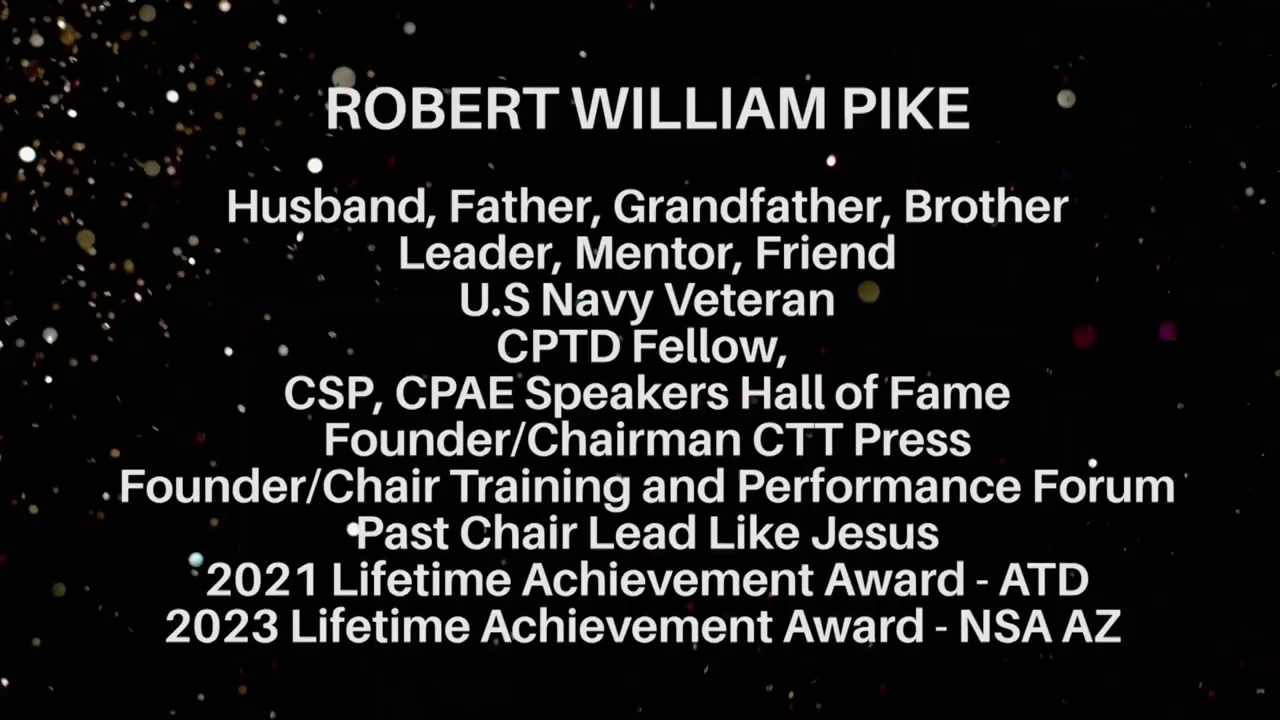 ROBERT WILLIAM PIKE
Husband, Father, Grandfather, Brother
Leader, Mentor, Friend
U.S Navy Veteran
CPTD Fellow,
CSP, CPAE Speakers Hall of Fame
Founder/Chairman CTT Press
Founder/Chair Training and Performance Forum
Past Chair Lead Like Jesus
2021 Lifetime Achievement Award - ATD
2023 Lifetime Achievement Award - NSA AZ